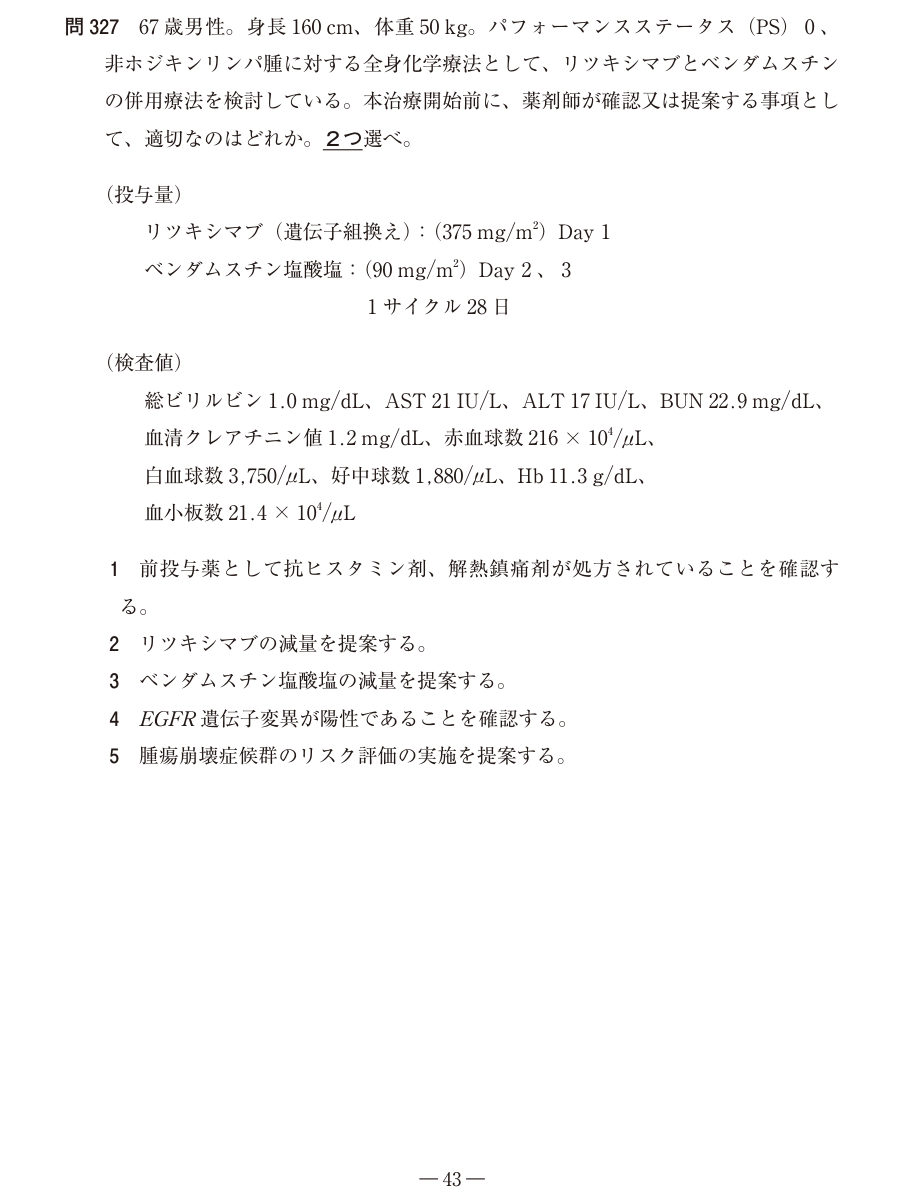 問 327 67 歳男性。身長 160 cm、体重 50 kg。パフォーマンスステータス（PS）0 、
非ホジキンリンパ腫に対する全身化学療法として、リツキシマブとベンダムスチン
の併用療法を検討している。本治療開始前に、薬剤師が確認又は提案する事項とし
て、適切なのはどれか。2つ選べ。
（投与量）
リツキシマブ（遺伝子組換え）：（375 mg/m²）Day 1
ベンダムスチン塩酸塩：（90 mg/m²）Day 2 、 3
1 サイクル 28 日
（検査値）
総ビリルビン 1.0 mg/dL、AST 21 IU/L、ALT 17 IU/L、BUN 22.9 mg/dL、
血清クレアチニン値 1.2 mg/dL、赤血球数 216 × 10⁴/μL、
白血球数 3,750/μL、好中球数 1,880/μL、Hb 11.3 g/dL、
血小板数 21.4 × 10⁴/μL
1 前投与薬として抗ヒスタミン剤、解熱鎮痛剤が処方されていることを確認す
る。
2 リツキシマブの減量を提案する。
3 ベンダムスチン塩酸塩の減量を提案する。
4 EGFR 遺伝子変異が陽性であることを確認する。
5 腫瘍崩壊症候群のリスク評価の実施を提案する。
— 43 —